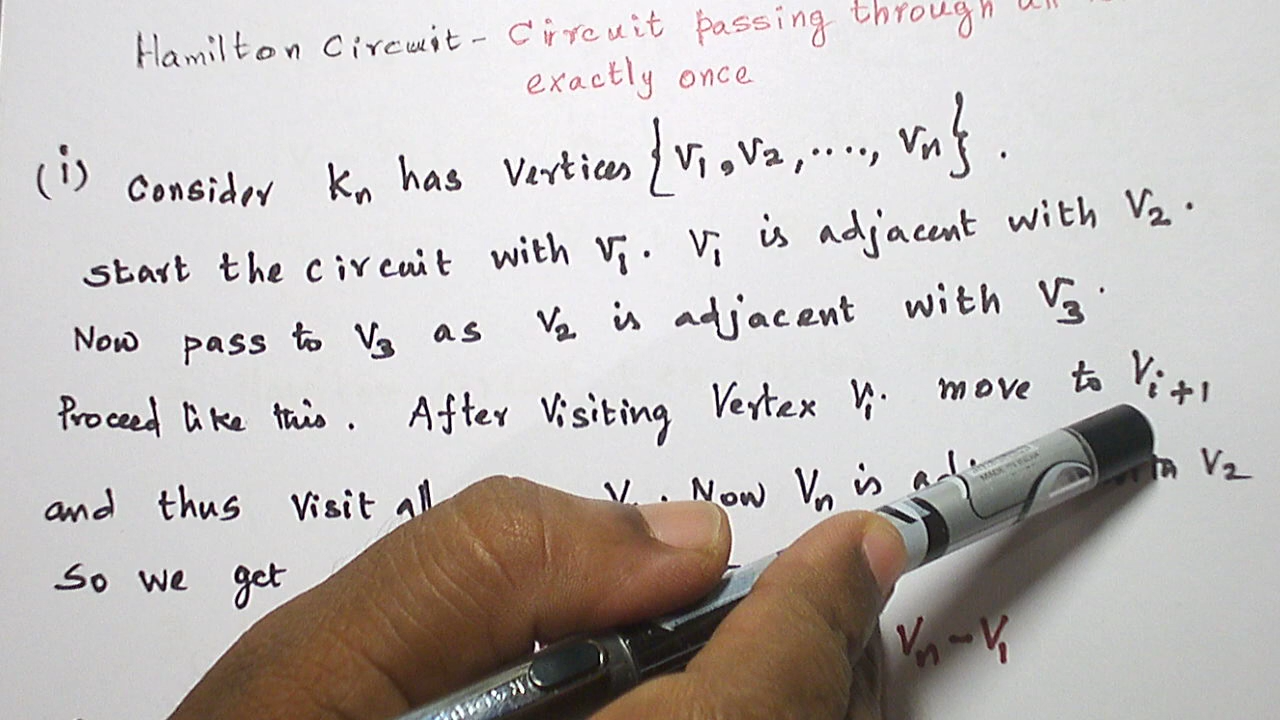 Hamilton Circuit - Circuit passing through
exactly once
(i) Consider Kn has vertices {V1, V2, ...., Vn}.
start the circuit with V1. V1 is adjacent with V2.
Now pass to V3 as V2 is adjacent with V3.
Proceed like this. After visiting Vertex Vi move to Vi+1
and thus visit all Now Vn is V2
So we get
Vn - V1